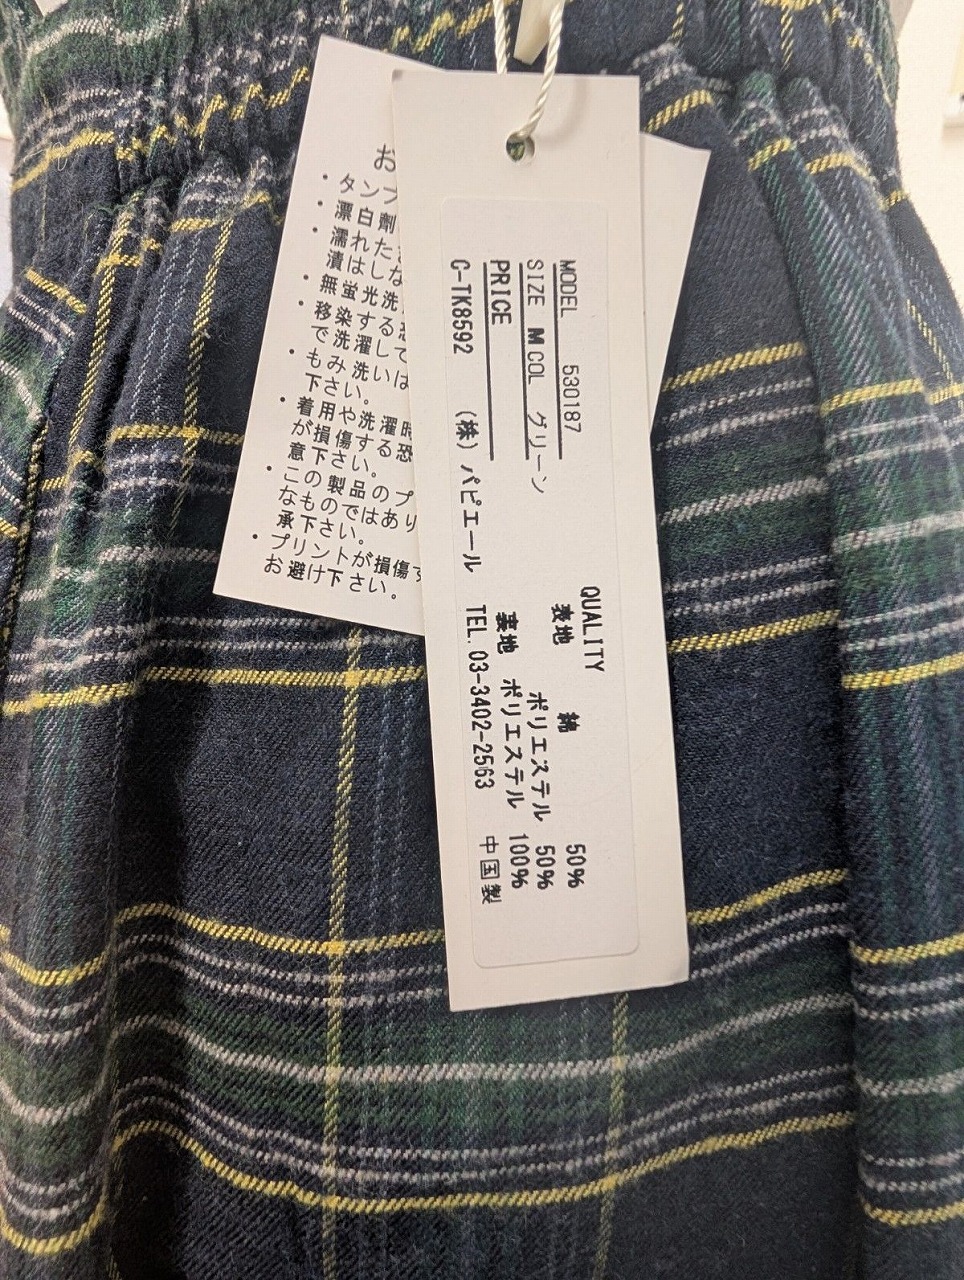 お
・タンブ
・漂白剤
・濡れた
漬はしな
・無蛍光洗
・移染する恐
で洗濯して
・もみ洗いは
下さい。
・着用や洗濯時
が損傷する恐
意下さい。
・この製品のプ
なものではあり
承下さい。
・プリントが損傷す
お避け下さい。
MODEL 530187
SIZE M COL グリーン
PRICE
C-TK8592 (株)パピエール TEL.03-3402-2563
QUALITY
表地 綿 50%
ポリエステル 50%
裏地 ポリエステル 100%
中国製